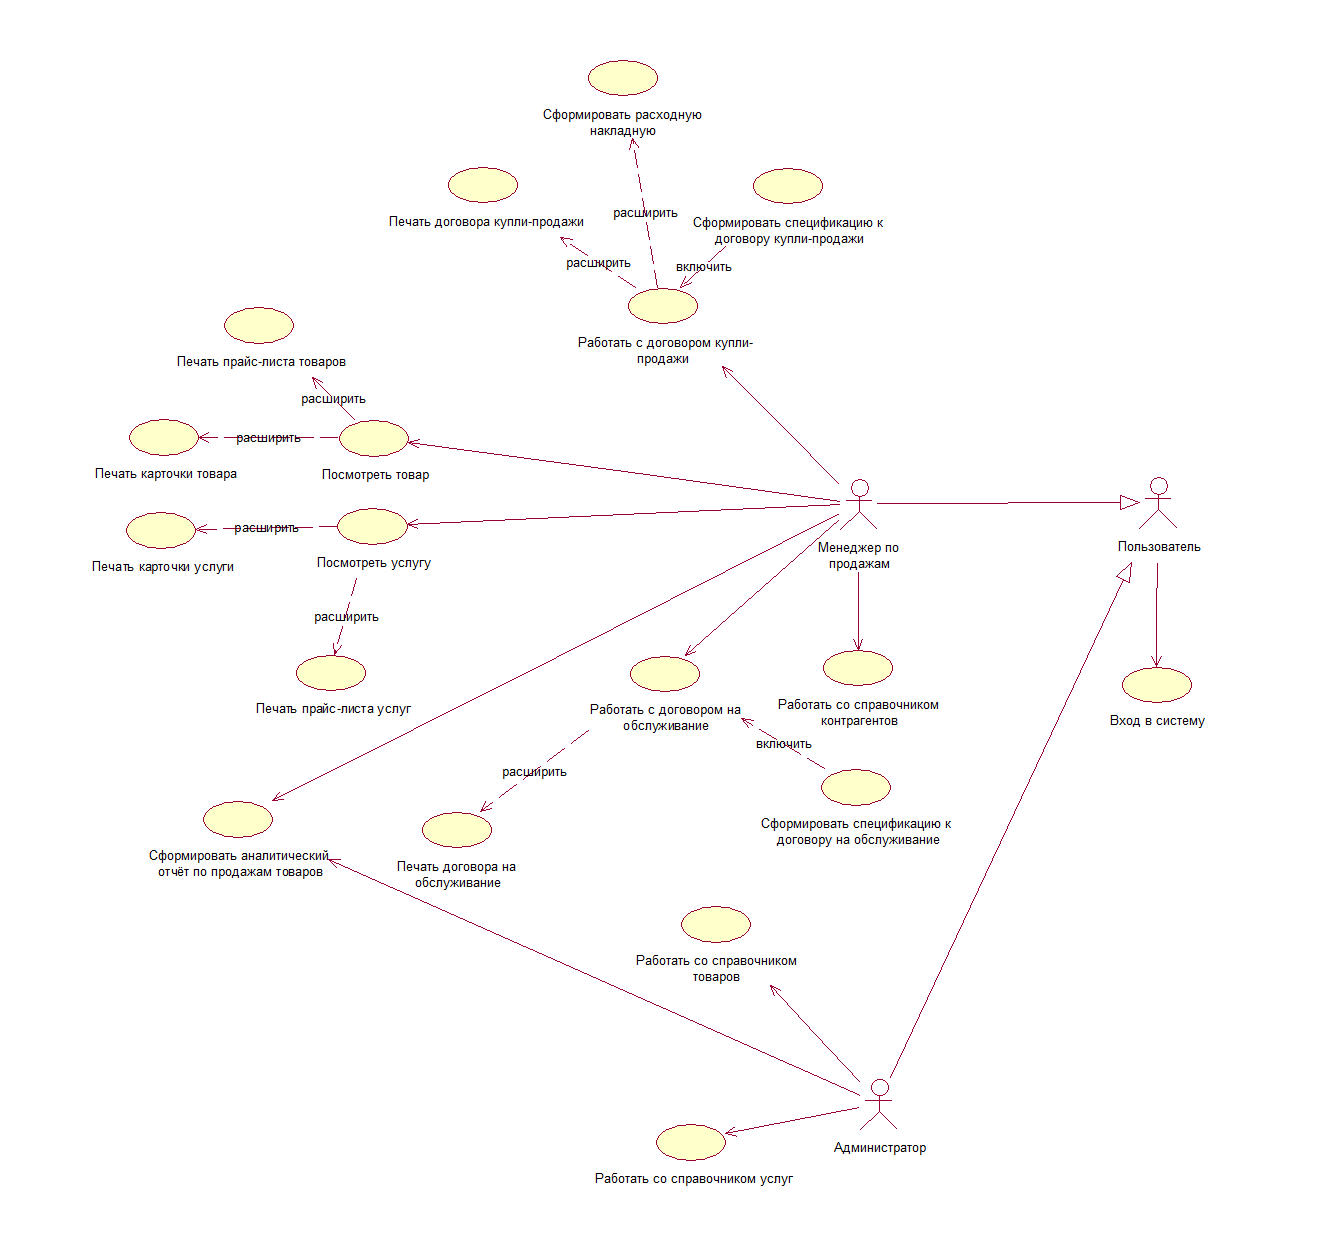 Сформировать расходную
накладную
Печать договора купли-продажи
расширить
Сформировать спецификацию к
договору купли-продажи
расширить
включить
Работать с договором купли-
продажи
Печать прайс-листа товаров
расширить
расширить
Печать карточки товара
Посмотреть товар
расширить
Печать карточки услуги
Посмотреть услугу
Менеджер по
продажам
Пользователь
расширить
Печать прайс-листа услуг
Работать с договором на
обслуживание
Работать со справочником
контрагентов
Вход в систему
включить
расширить
Сформировать спецификацию к
договору на обслуживание
Сформировать аналитический
отчёт по продажам товаров
Печать договора на
обслуживание
Работать со справочником
товаров
Администратор
Работать со справочником услуг